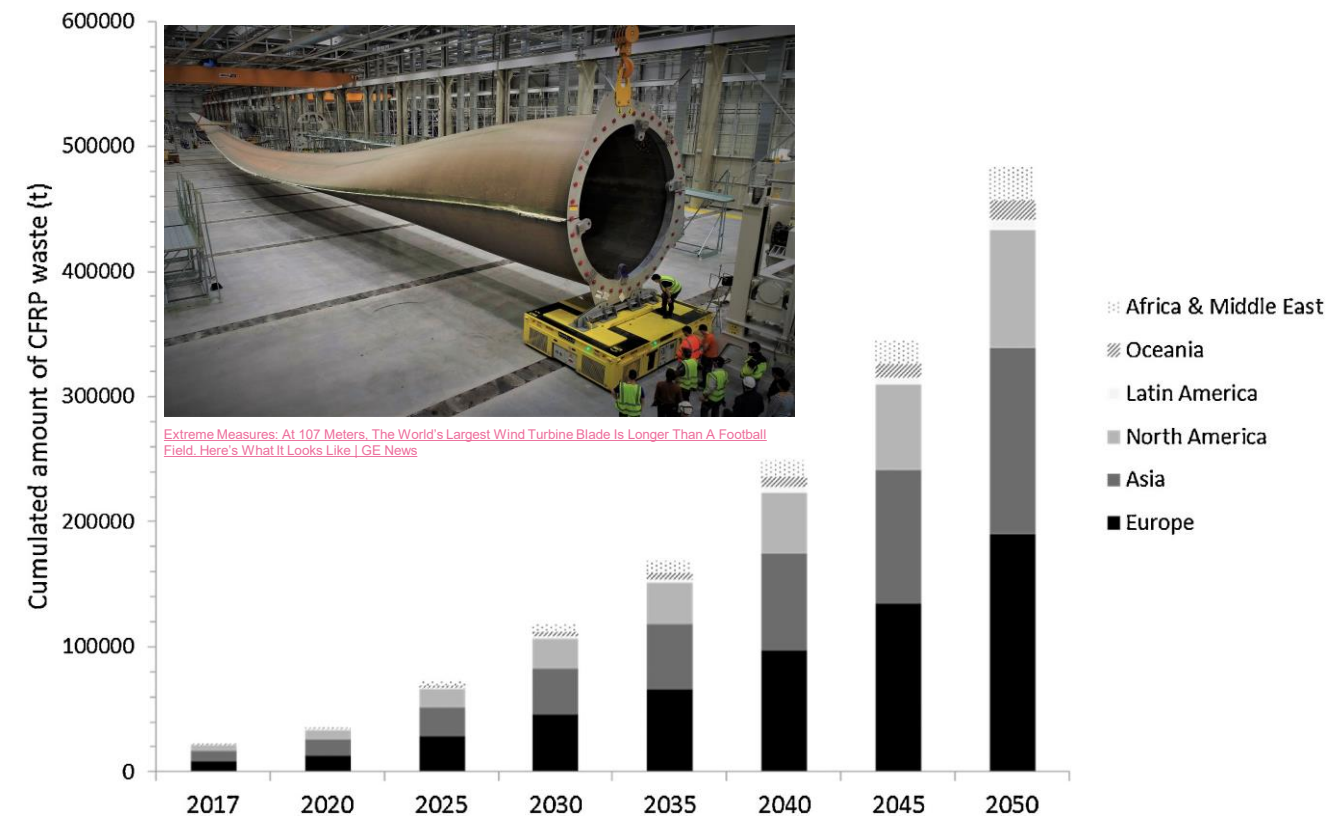 600000
500000
400000
300000
200000
100000
0
Cumulated amount of CFRP waste (t)
Extreme Measures: At 107 Meters, The World's Largest Wind Turbine Blade Is Longer Than A Football
Field. Here's What It Looks Like | GE News
Africa & Middle East
Oceania
Latin America
North America
Asia
Europe
2017 2020 2025 2030 2035 2040 2045 2050